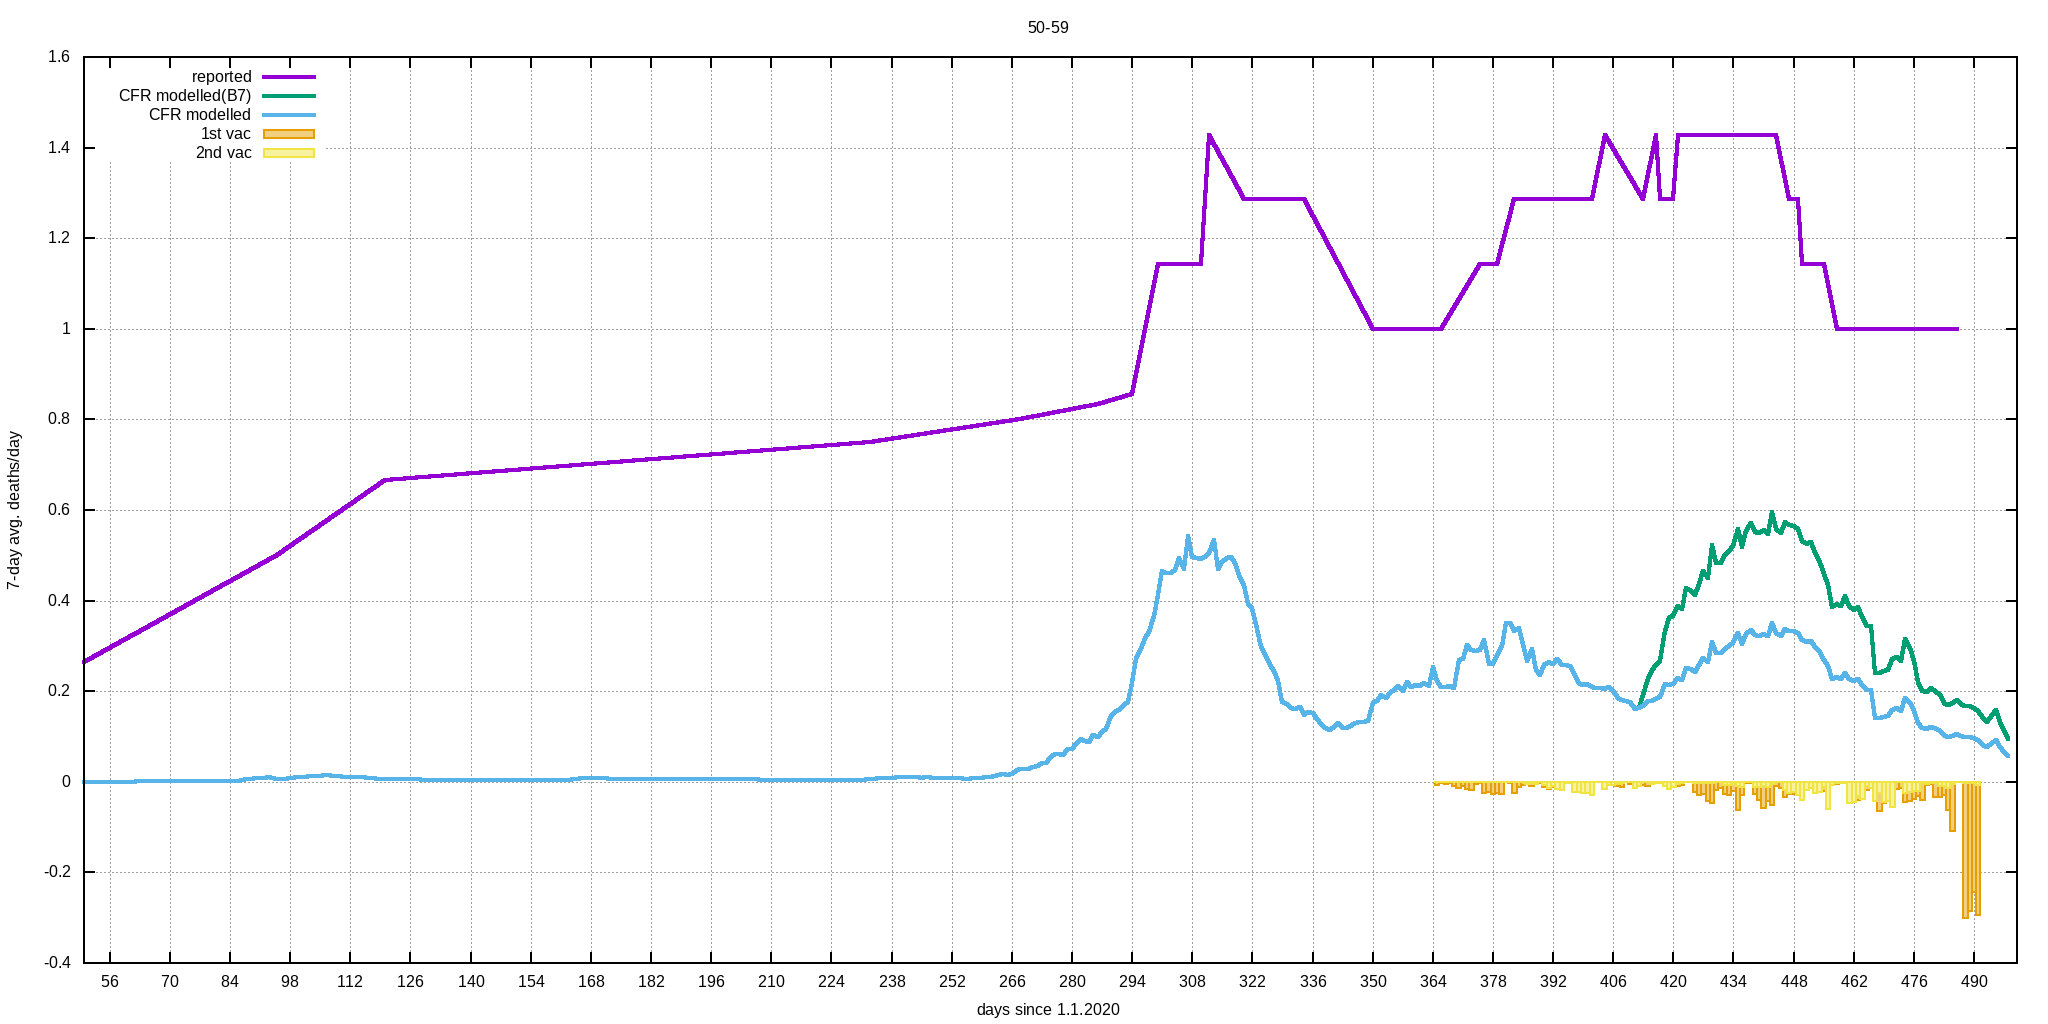 50-59
1.6
1.4
1.2
1
0.8
0.6
0.4
0.2
0
-0.2
-0.4
7-day avg. deaths/day
reported
CFR modelled(B7)
CFR modelled
1st vac
2nd vac
56 70 84 98 112 126 140 154 168 182 196 210 224 238 252 266 280 294 308 322 336 350 364 378 392 406 420 434 448 462 476 490
days since 1.1.2020